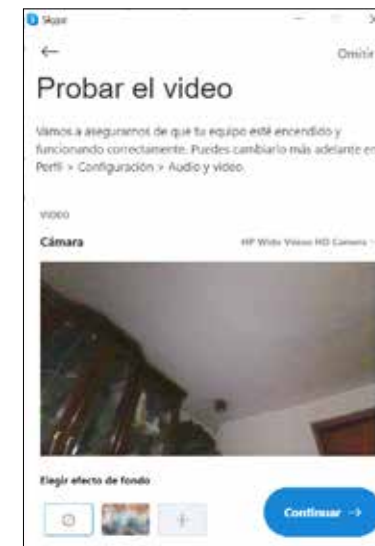 Skype
Omitir
Probar el video
Vamos a asegurarnos de que tu equipo esté encendido y
funcionando correctamente. Puedes cambiarlo más adelante en
Perfil > Configuración > Audio y video.
VIDEO
Cámara HP Wide Vision HD Camera
Elegir efecto de fondo
Continuar